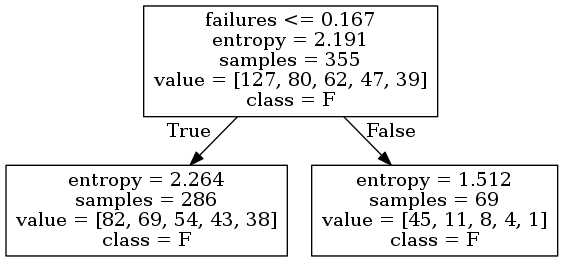 failures <= 0.167
entropy = 2.191
samples = 355
value = [127, 80, 62, 47, 39]
class = F
True
False
entropy = 2.264
samples = 286
value = [82, 69, 54, 43, 38]
class = F
entropy = 1.512
samples = 69
value = [45, 11, 8, 4, 1]
class = F